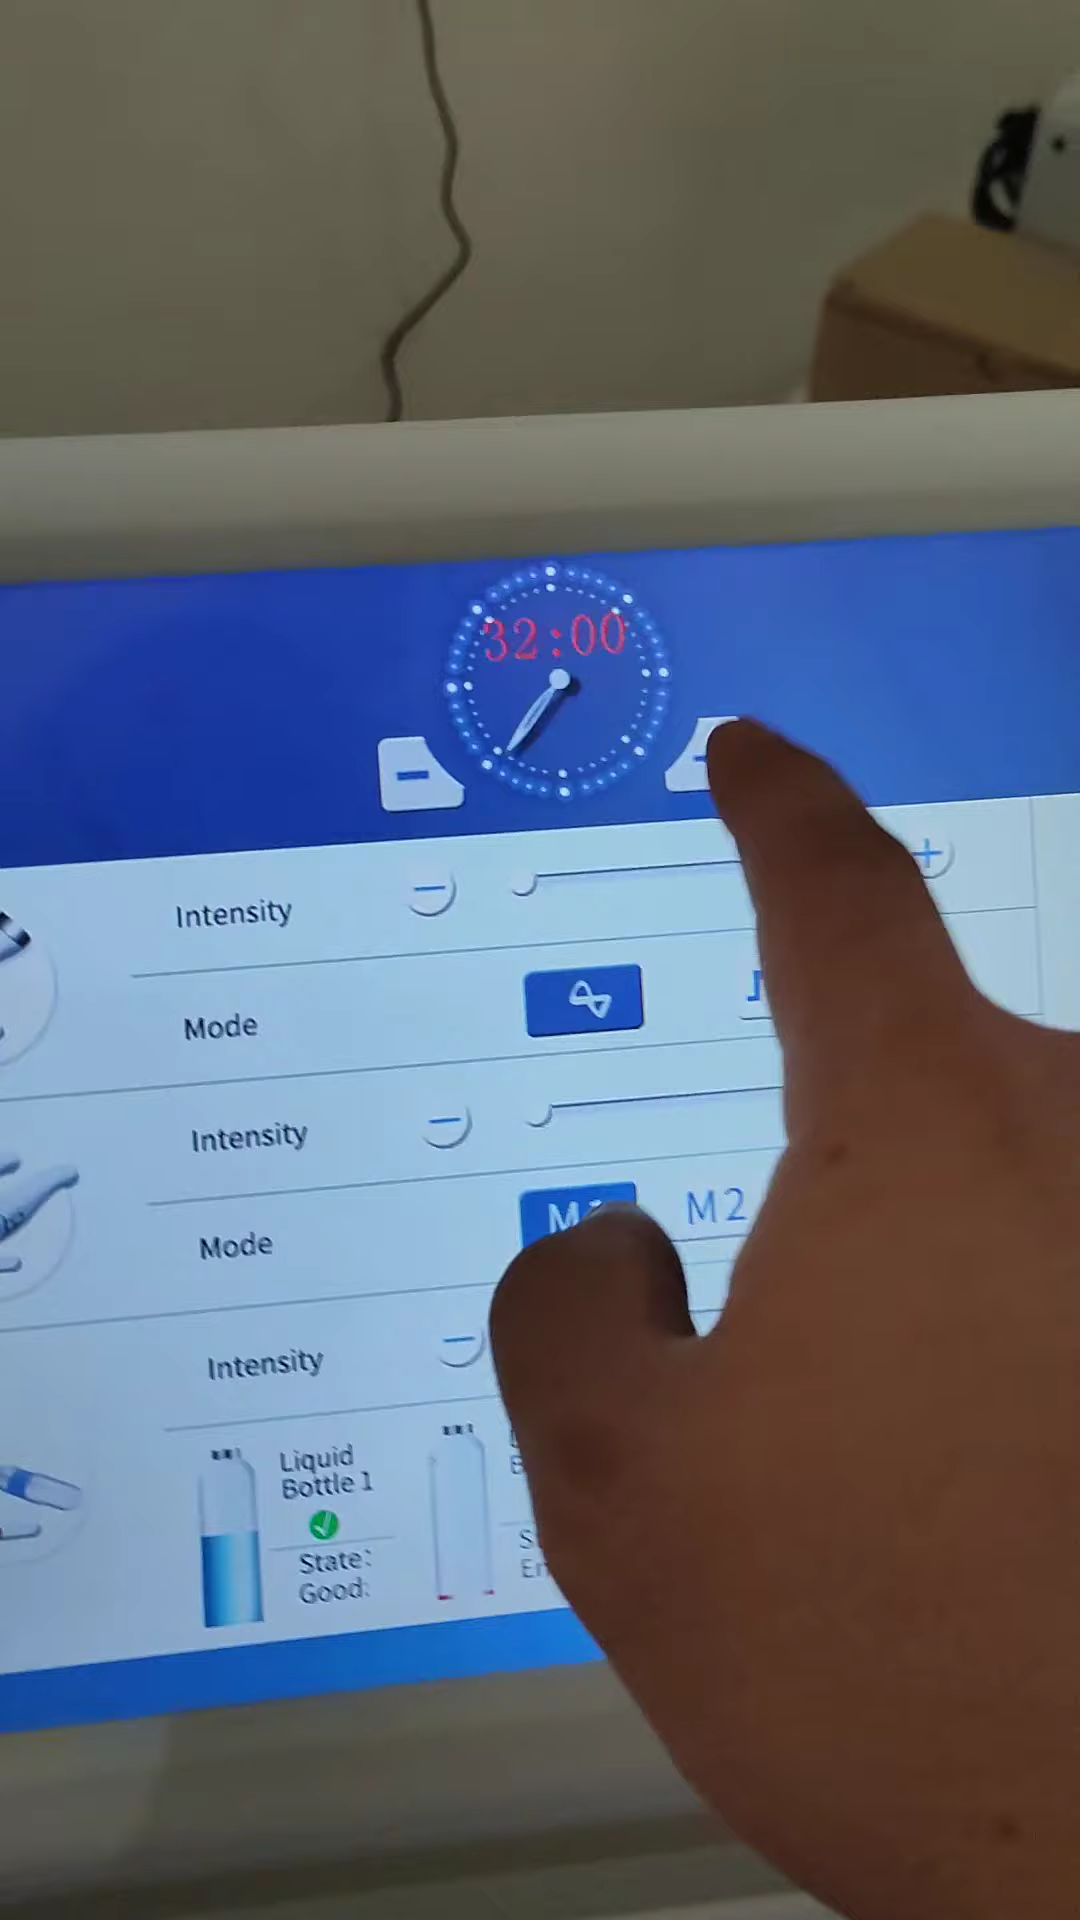 32:00
Intensity
Mode
Intensity
Mode
M2
Intensity
Liquid
Bottle 1
State:
Good: